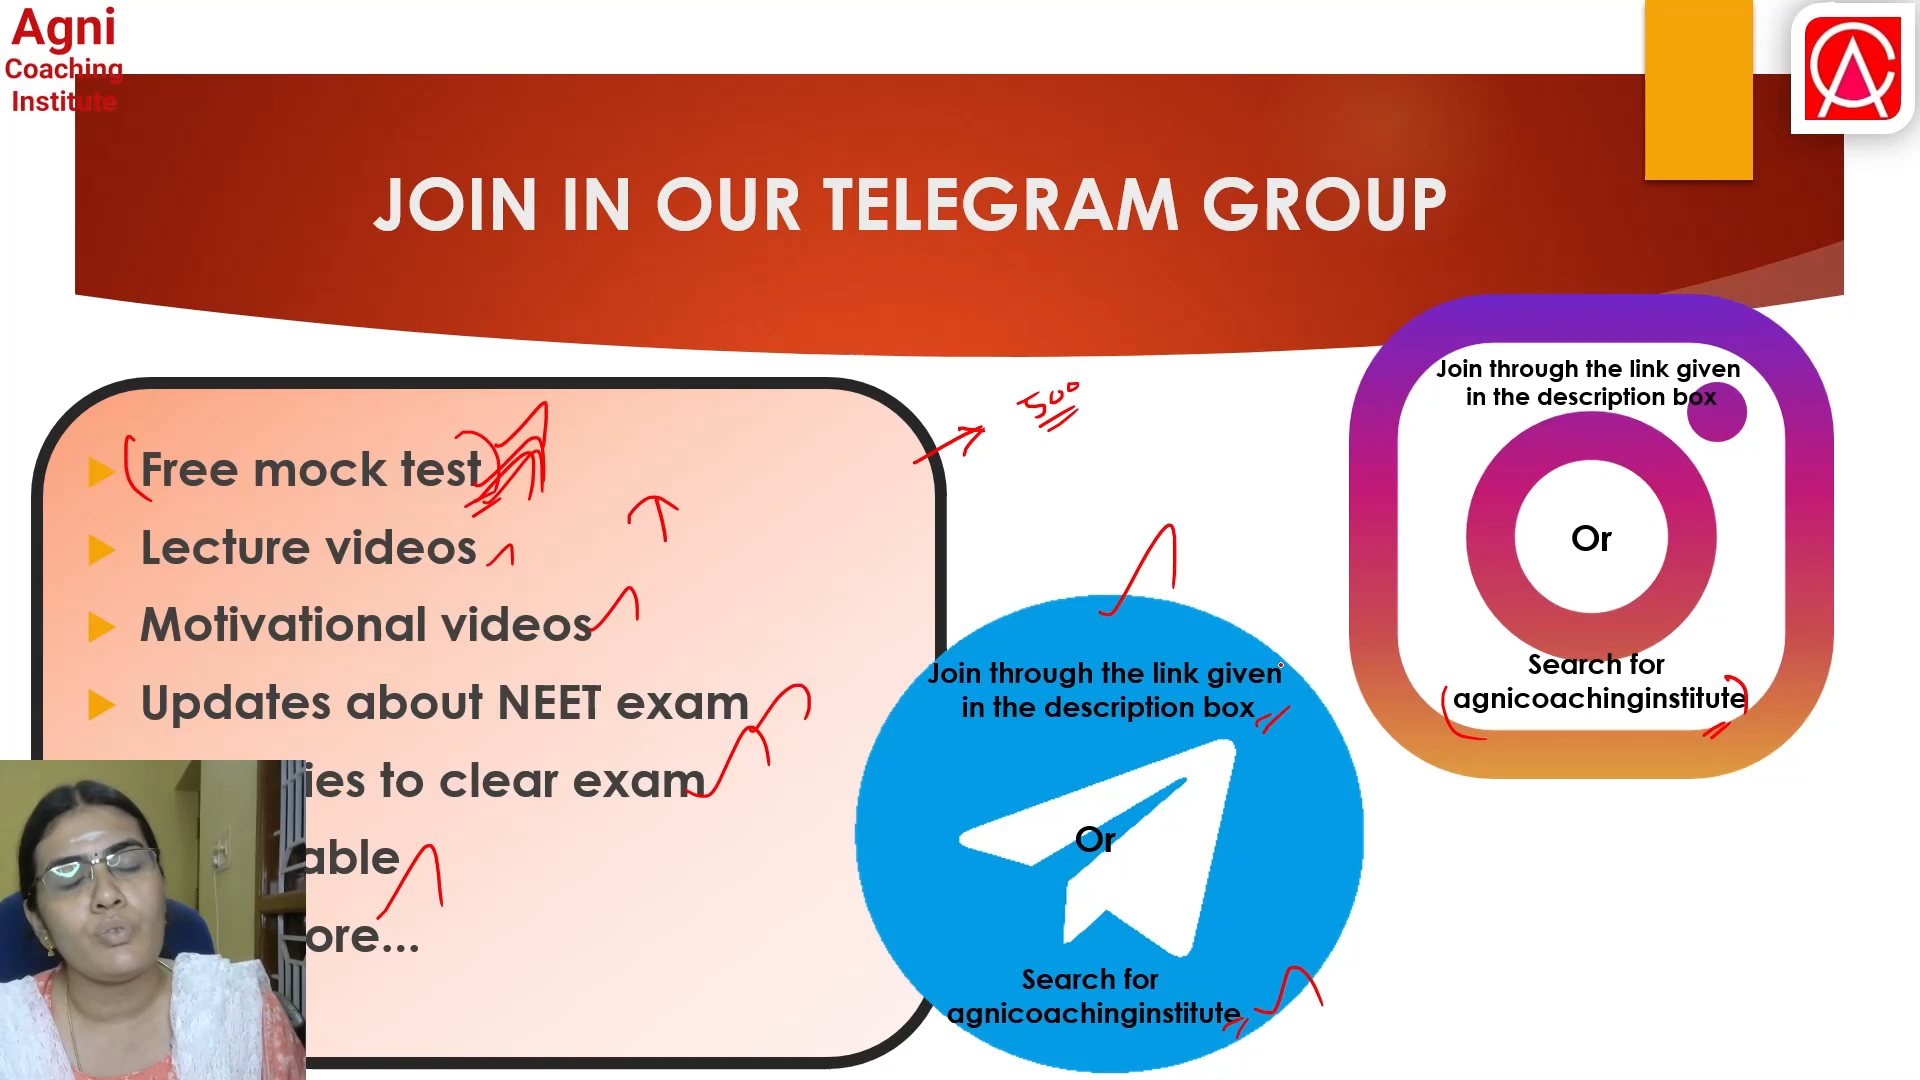 Agni
Coaching
Institute
JOIN IN OUR TELEGRAM GROUP
Free mock test
Lecture videos
Motivational videos
Updates about NEET exam
ies to clear exam
able
ore...
500
Join through the link given
in the description box
Or
Search for
agnicoachinginstitute
Join through the link given
in the description box
Or
Search for
agnicoachinginstitute